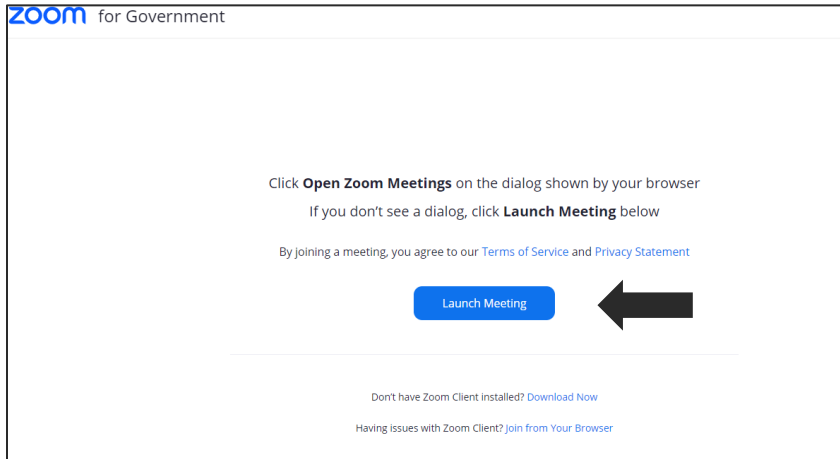 zoom for Government
Click Open Zoom Meetings on the dialog shown by your browser
If you don't see a dialog, click Launch Meeting below
By joining a meeting, you agree to our Terms of Service and Privacy Statement
Launch Meeting
Don't have Zoom Client installed? Download Now
Having issues with Zoom Client? Join from Your Browser